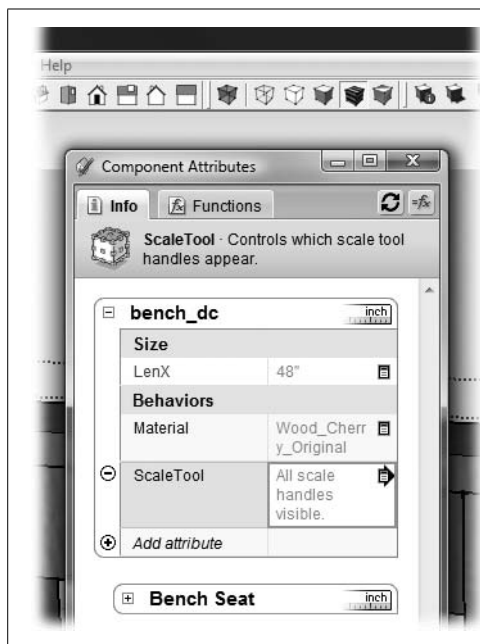 Help
Component Attributes
Info
Functions
=fx
ScaleTool · Controls which scale tool
handles appear.
bench_dc
inch
Size
LenX
48"
Behaviors
Material
Wood_Cherr
y_Original
ScaleTool
All scale
handles
visible.
Add attribute
Bench Seat
inch